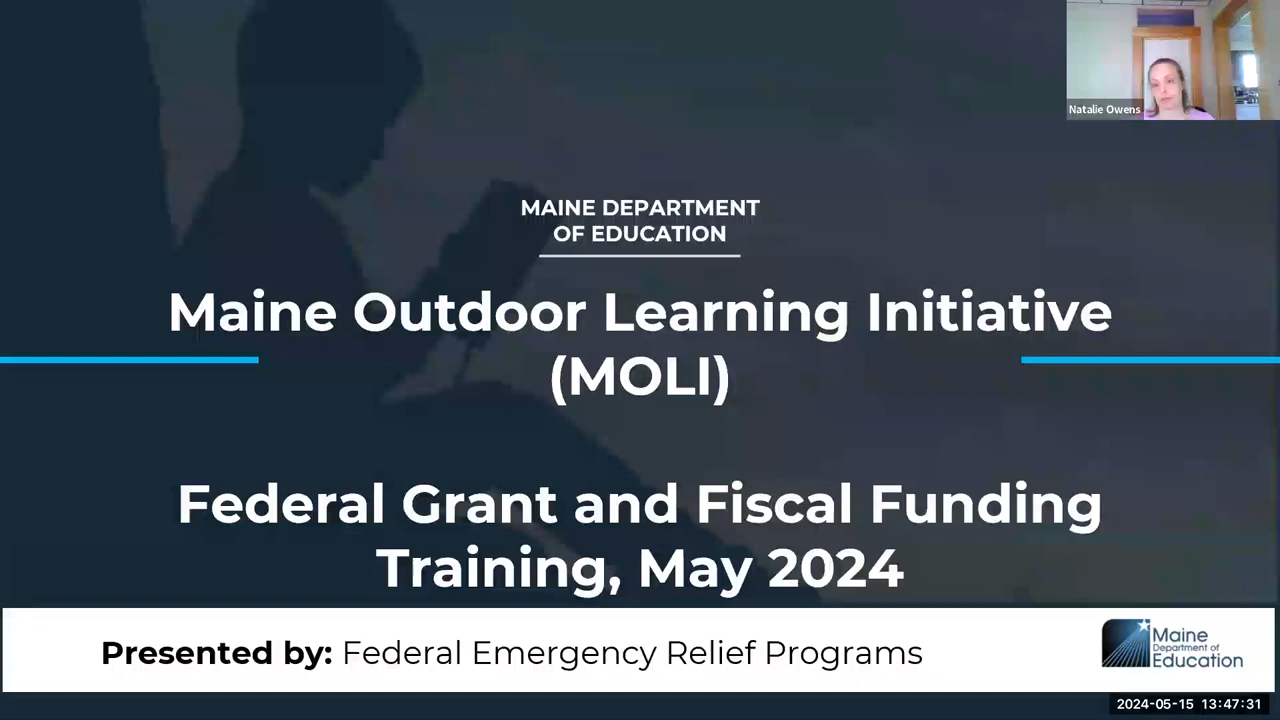 Natalie Owens
MAINE DEPARTMENT
OF EDUCATION
Maine Outdoor Learning Initiative
(MOLI)
Federal Grant and Fiscal Funding
Training, May 2024
Presented by: Federal Emergency Relief Programs
Maine
Department of
Education
2024-05-15 13:47:31